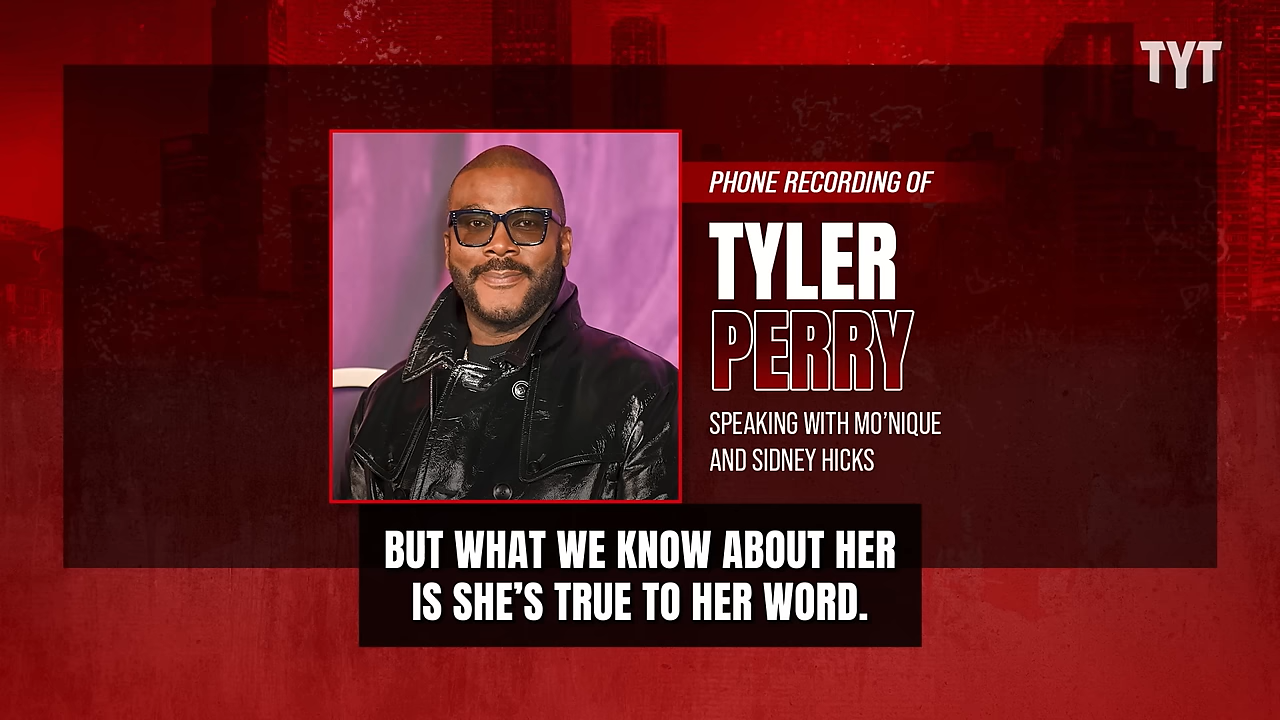 TYT
PHONE RECORDING OF
TYLER
PERRY
SPEAKING WITH MO’NIQUE
AND SIDNEY HICKS
BUT WHAT WE KNOW ABOUT HER
IS SHE’S TRUE TO HER WORD.